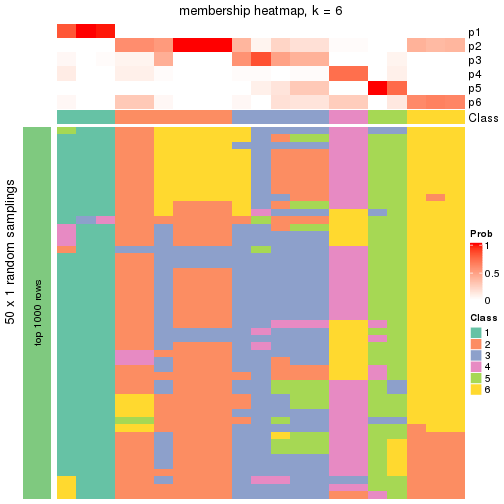 membership heatmap, k = 6
p1
p2
p3
p4
p5
p6
Class
50 x 1 random samplings
top 1000 rows
Prob
1
0.5
0
Class
1
2
3
4
5
6